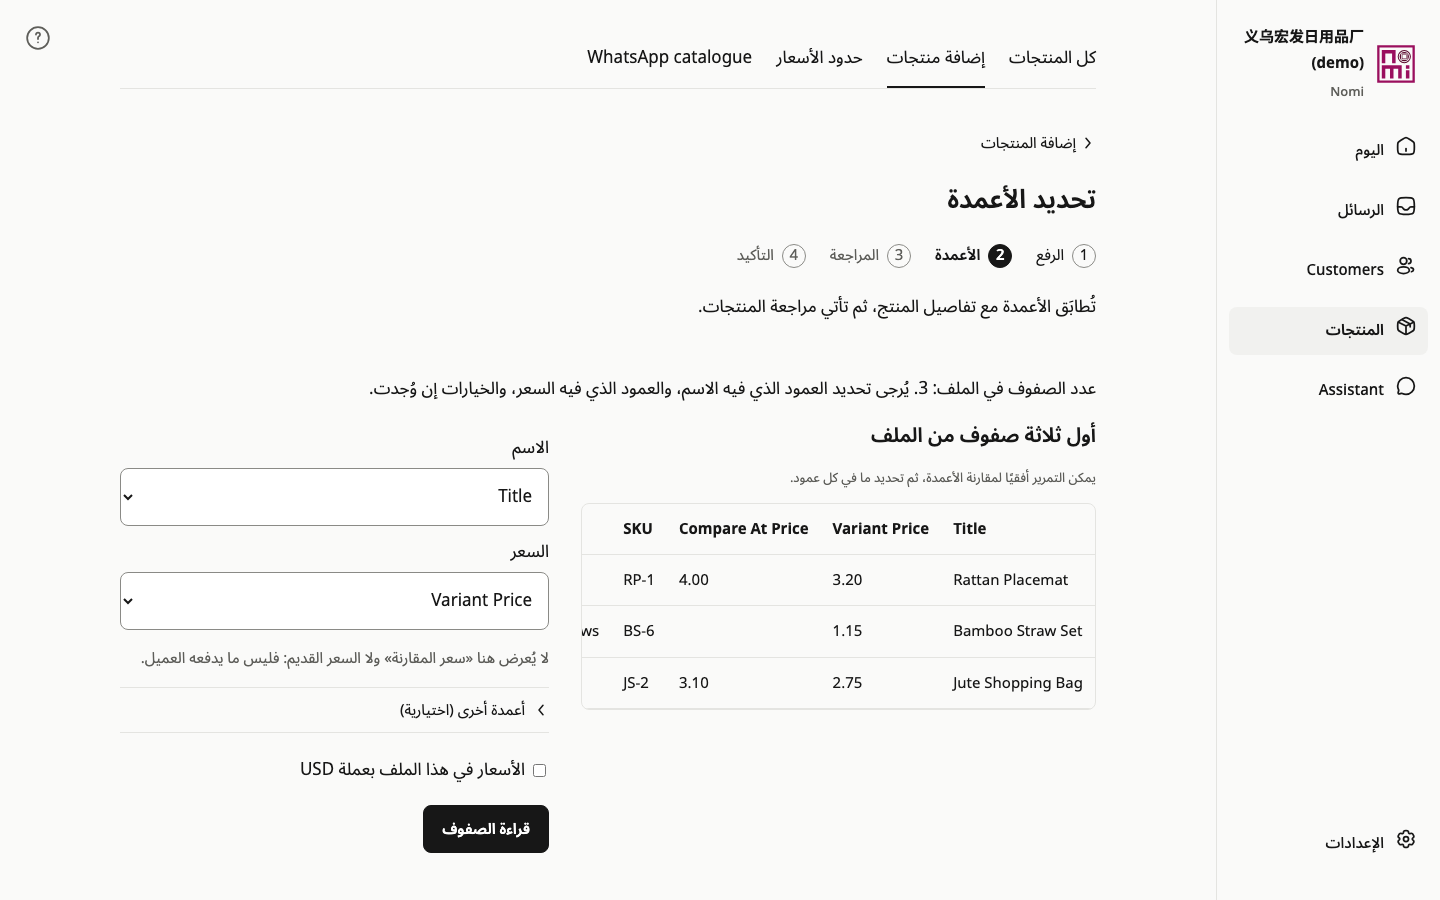 义乌宏发日用品厂
(demo)
Nomi
اليوم
الرسائل
Customers
المنتجات
Assistant
الإعدادات
كل المنتجات
إضافة منتجات
حدود الأسعار
WhatsApp catalogue
?
إضافة المنتجات
تحديد الأعمدة
1 الرفع
2 الأعمدة
3 المراجعة
4 التأكيد
تُطابَق الأعمدة مع تفاصيل المنتج، ثم تأتي مراجعة المنتجات.
عدد الصفوف في الملف: 3. يُرجى تحديد العمود الذي فيه الاسم، والعمود الذي فيه السعر، والخيارات إن وُجدت.
أول ثلاثة صفوف من الملف
يمكن التمرير أفقيًا لمقارنة الأعمدة، ثم تحديد ما في كل عمود.
Title Variant Price Compare At Price SKU
Rattan Placemat 3.20 4.00 RP-1
Bamboo Straw Set 1.15 BS-6 ws
Jute Shopping Bag 2.75 3.10 JS-2
الاسم
Title
السعر
Variant Price
لا يُعرض هنا «سعر المقارنة» ولا السعر القديم: فليس ما يدفعه العميل.
أعمدة أخرى (اختيارية)
الأسعار في هذا الملف بعملة USD
قراءة الصفوف